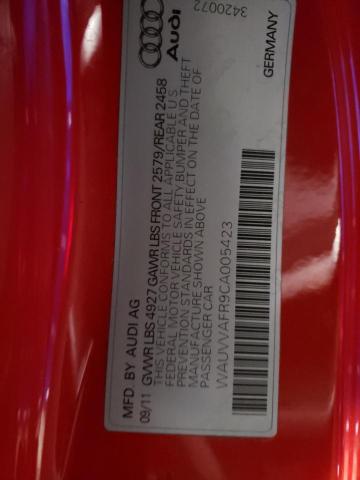 Audi
3420072
GERMANY
MFD. BY AUDI AG
09/11 GVWR LBS 4927 GAWR LBS FRONT 2579/REAR 2458
THIS VEHICLE CONFORMS TO ALL APPLICABLE U S
FEDERAL MOTOR VEHICLE SAFETY BUMPER AND THEFT
PREVENTION STANDARDS IN EFFECT ON THE DATE OF
MANUFACTURE SHOWN ABOVE
PASSENGER CAR
WAUVVAFR9CA005423